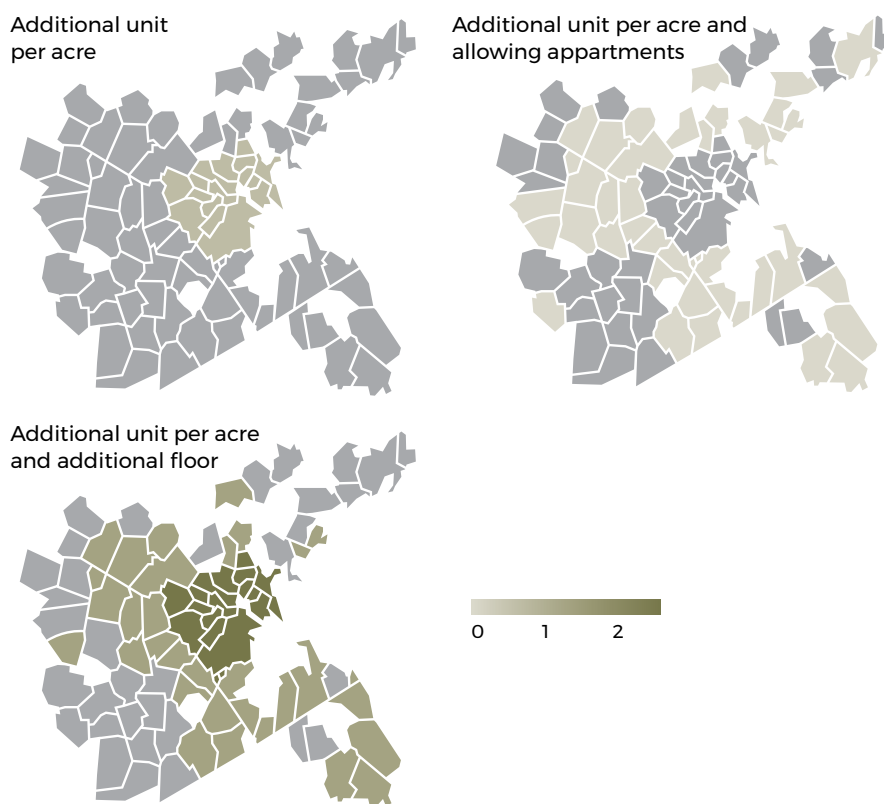 Additional unit
per acre
Additional unit per acre and
allowing appartments
Additional unit per acre
and additional floor
0 1 2